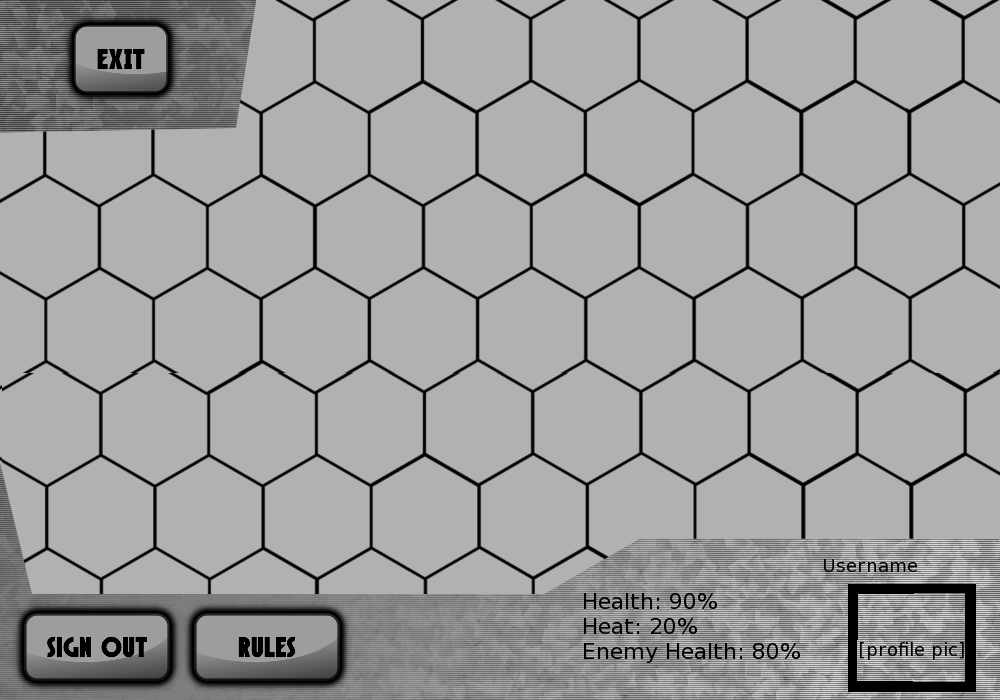 EXIT
Username
Health: 90%
Heat: 20%
Enemy Health: 80%
[profile pic]
SIGN OUT
RULES